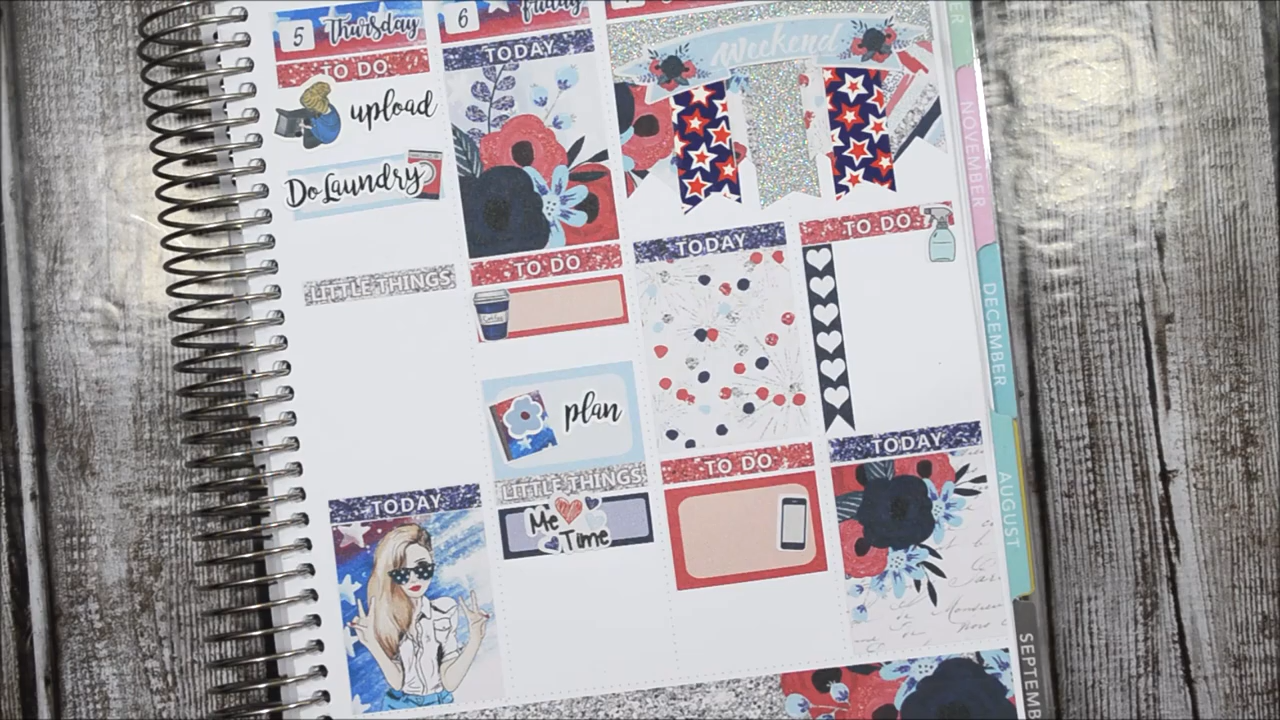 5 Thursday
TO DO
upload
Do Laundry
LITTLE THINGS
TODAY
6 friday
TODAY
TO DO
plan
LITTLE THINGS
Me
Time
Weekend
TODAY
TO DO
TO DO
TODAY
NOVEMBER
DECEMBER
AUGUST
SEPTEMB